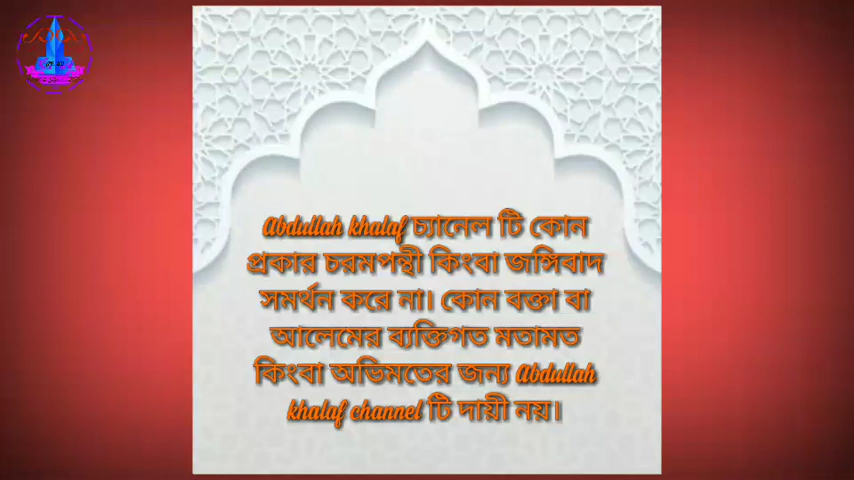 Abdullah khalaf চ্যানেল টি কোন
প্রকার চরমপন্থী কিংবা জঙ্গিবাদ
সমর্থন করে না। কোন বক্তা বা
আলেমের ব্যক্তিগত মতামত
কিংবা অভিমতের জন্য Abdullah
khalaf channel টি দায়ী নয়।